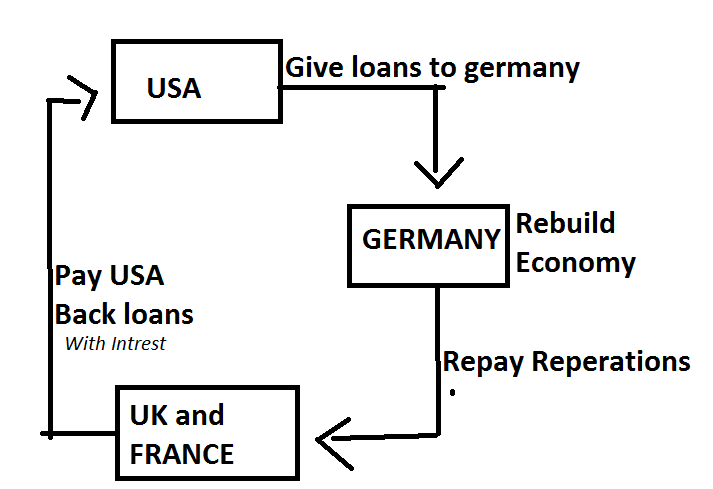 USA
Give loans to germany
GERMANY
Rebuild
Economy
Repay Reperations
UK and
FRANCE
Pay USA
Back loans
With Intrest